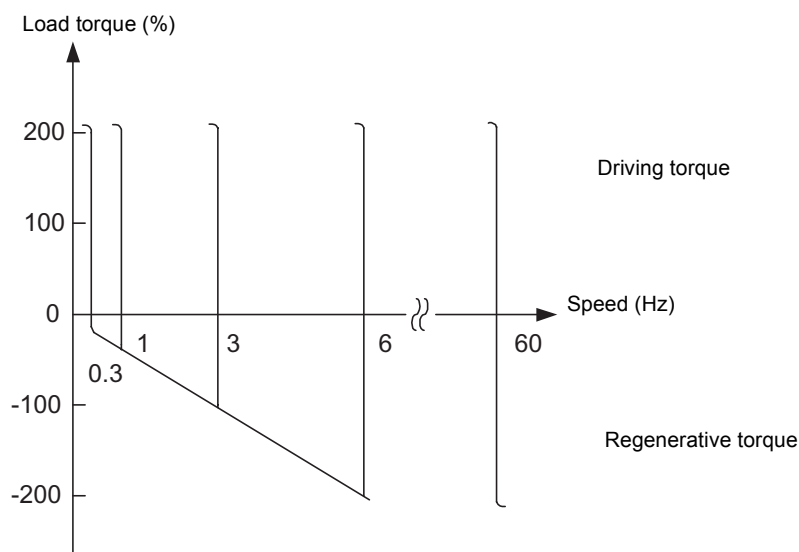 Load torque (%)
200
Driving torque
100
0
Speed (Hz)
1
3
6
60
0.3
-100
Regenerative torque
-200